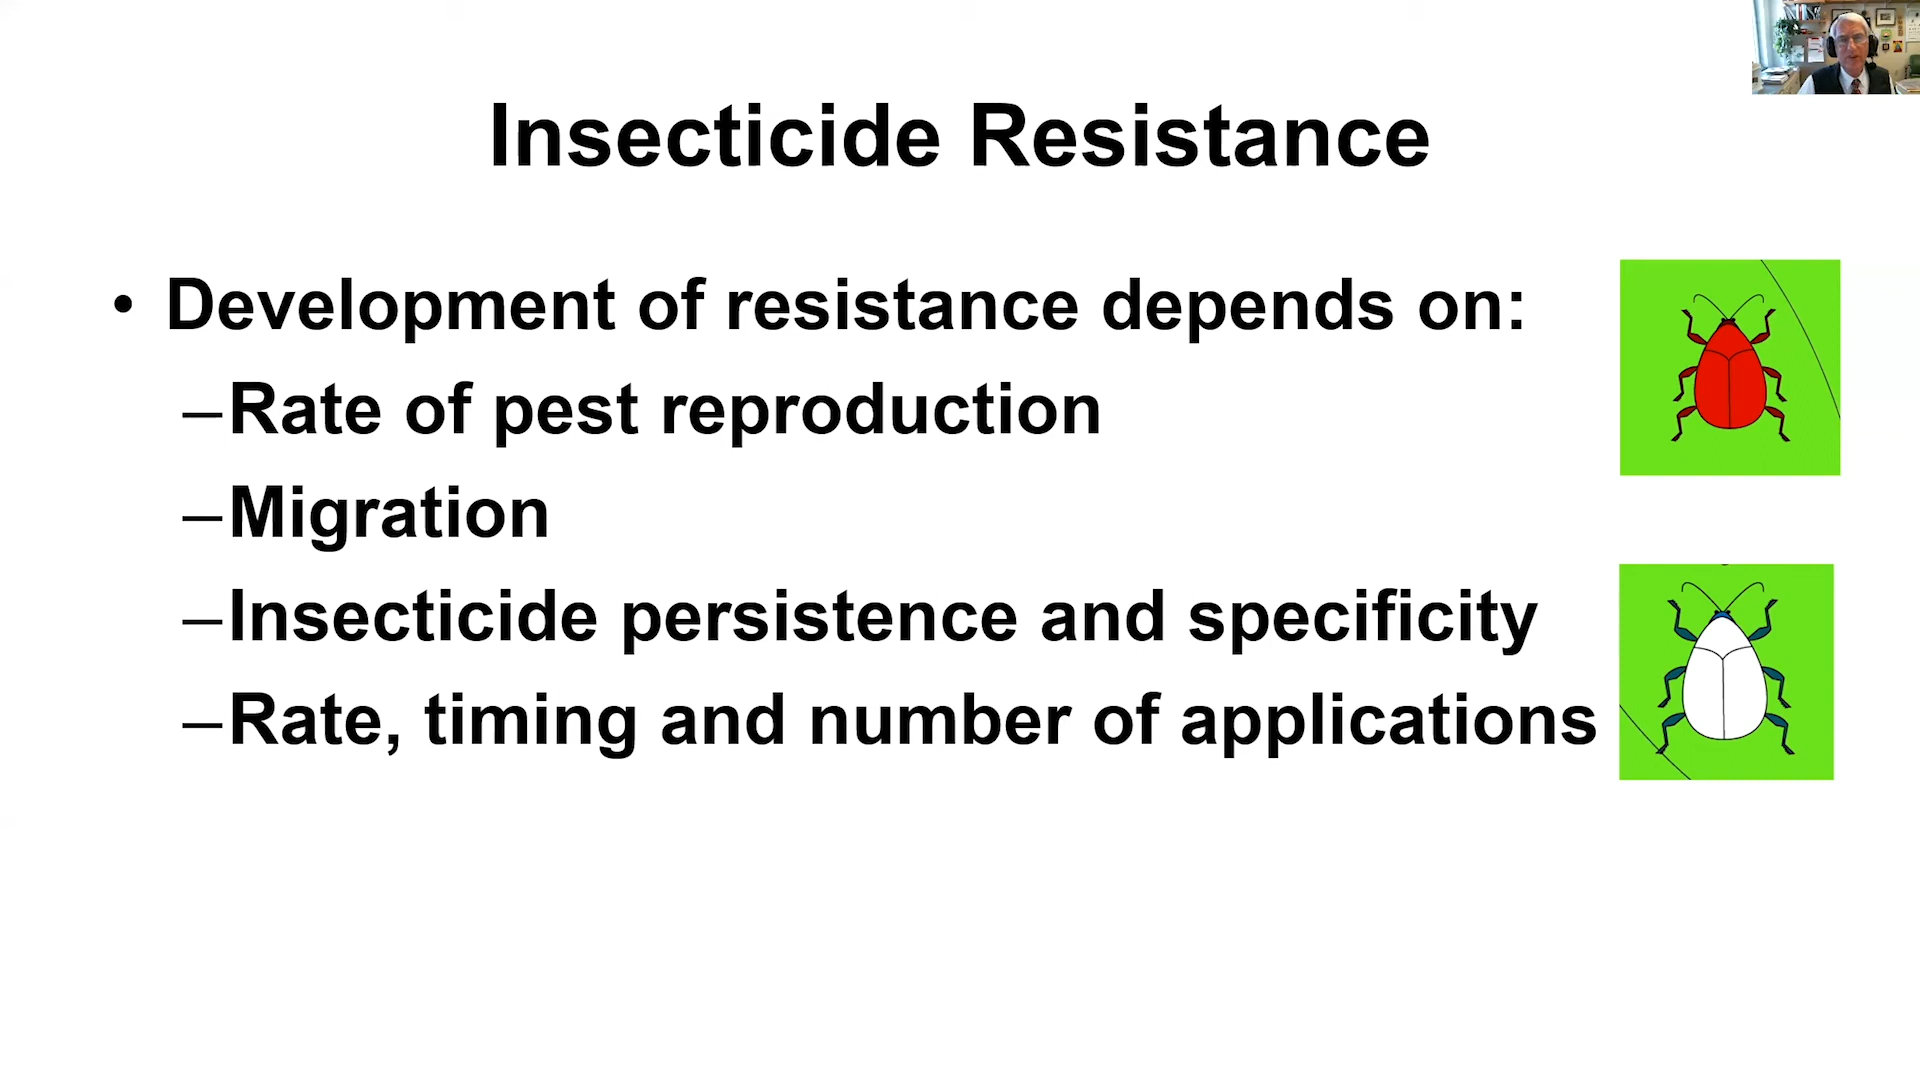 Insecticide Resistance
• Development of resistance depends on:
–Rate of pest reproduction
–Migration
–Insecticide persistence and specificity
–Rate, timing and number of applications